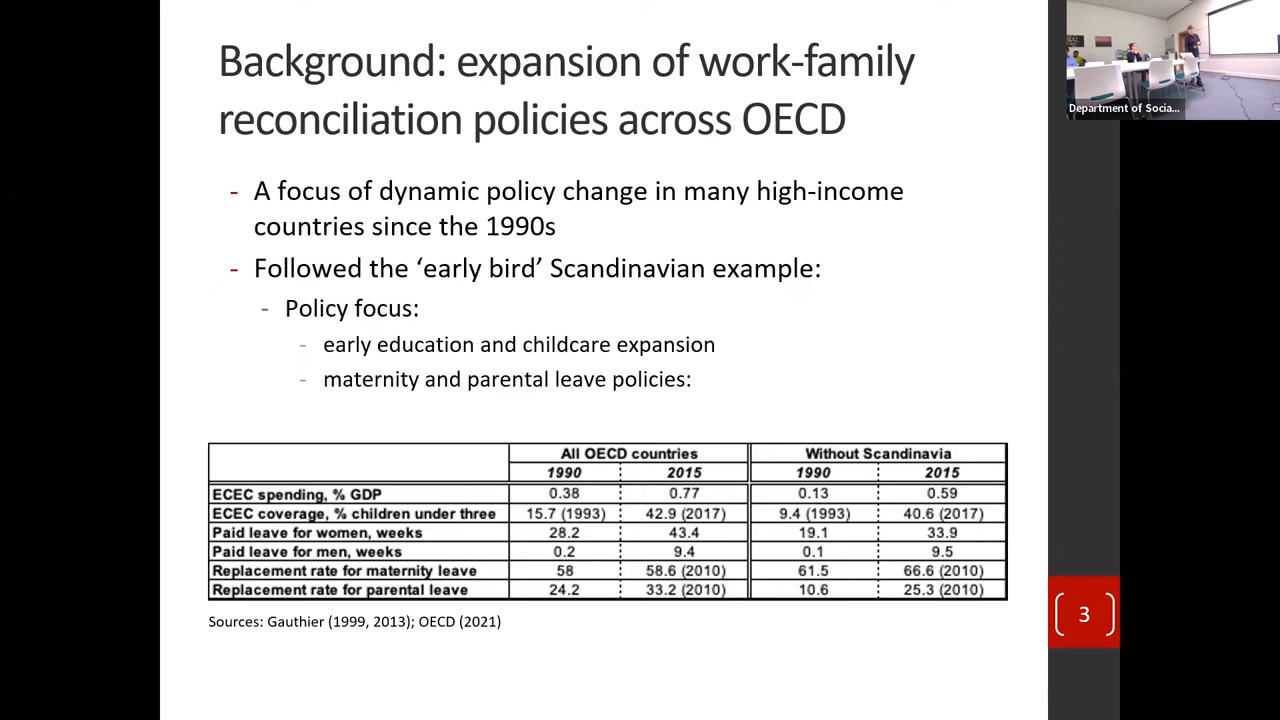 Background: expansion of work-family
reconciliation policies across OECD
- A focus of dynamic policy change in many high-income
countries since the 1990s
- Followed the ‘early bird’ Scandinavian example:
- Policy focus:
- early education and childcare expansion
- maternity and parental leave policies:
All OECD countries Without Scandinavia
1990 2015 1990 2015
ECEC spending, % GDP 0.38 0.77 0.13 0.59
ECEC coverage, % children under three 15.7 (1993) 42.9 (2017) 9.4 (1993) 40.6 (2017)
Paid leave for women, weeks 28.2 43.4 19.1 33.9
Paid leave for men, weeks 0.2 9.4 0.1 9.5
Replacement rate for maternity leave 58 58.6 (2010) 61.5 66.6 (2010)
Replacement rate for parental leave 24.2 33.2 (2010) 10.6 25.3 (2010)
Sources: Gauthier (1999, 2013); OECD (2021)
3
Department of Socia...